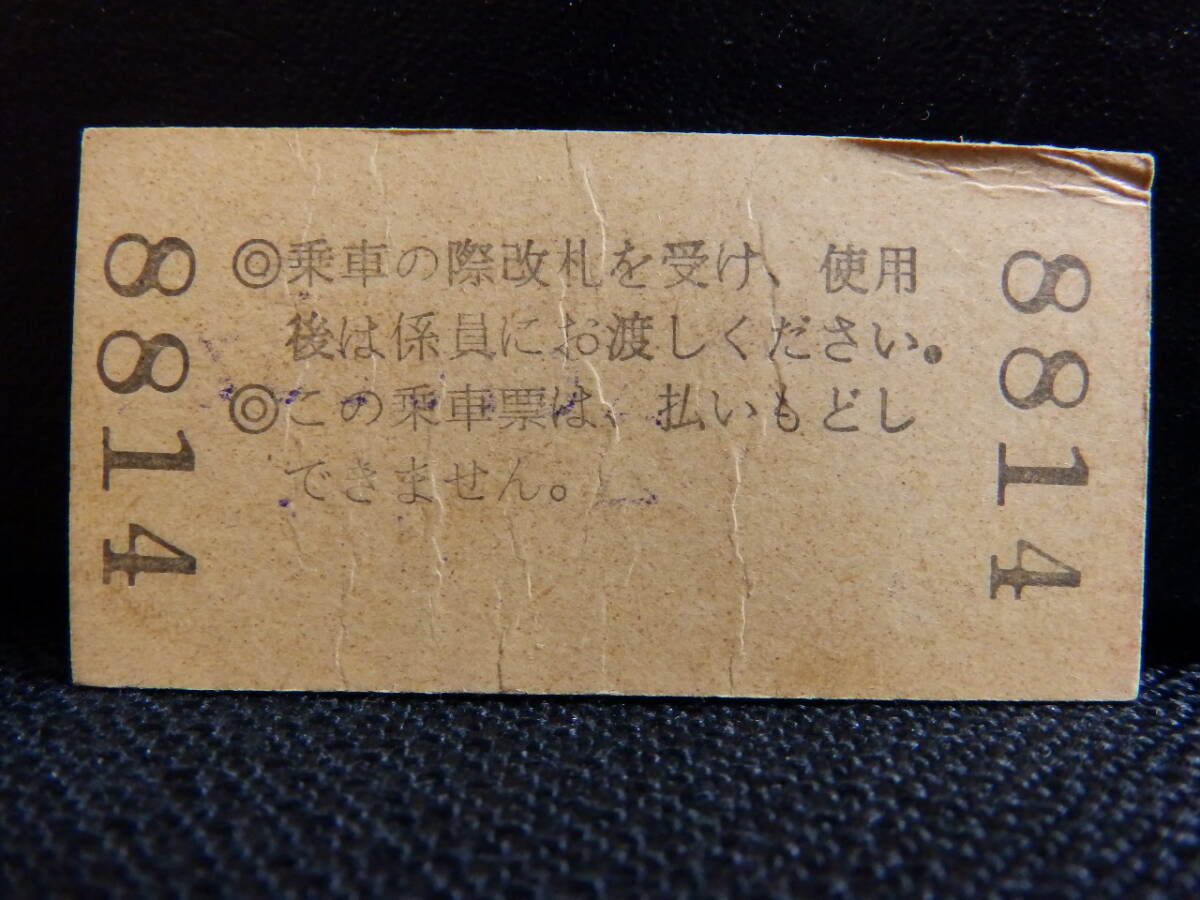 8814
◎乗車の際改札を受け、使用
後は係員にお渡しください。
◎この乗車票は、払いもどし
できません。
8814